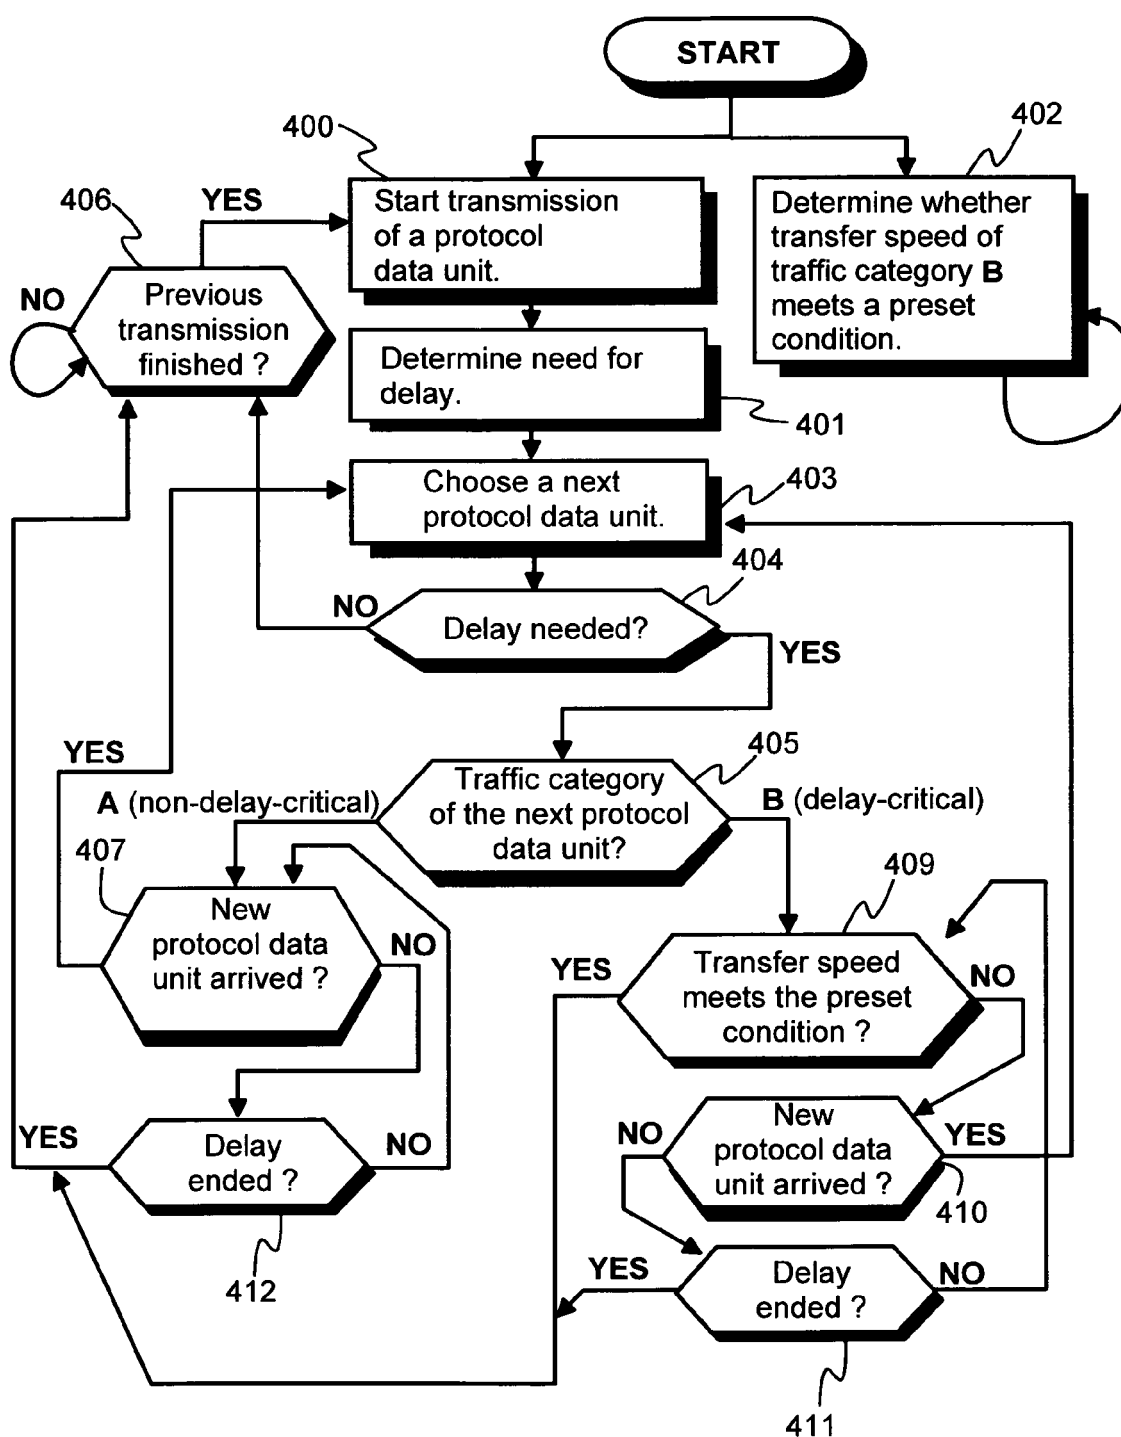 START
400
402
406
YES
Start transmission
of a protocol
data unit.
Determine whether
transfer speed of
traffic category B
meets a preset
condition.
NO
Previous
transmission
finished ?
Determine need for
delay.
401
Choose a next
protocol data unit.
403
404
NO
Delay needed?
YES
YES
405
Traffic category
of the next protocol
data unit?
A (non-delay-critical)
B (delay-critical)
407
409
New
protocol data
unit arrived ?
NO
YES
Transfer speed
meets the preset
condition ?
NO
YES
Delay
ended ?
NO
NO
New
protocol data
unit arrived ?
YES
410
412
YES
Delay
ended ?
NO
411